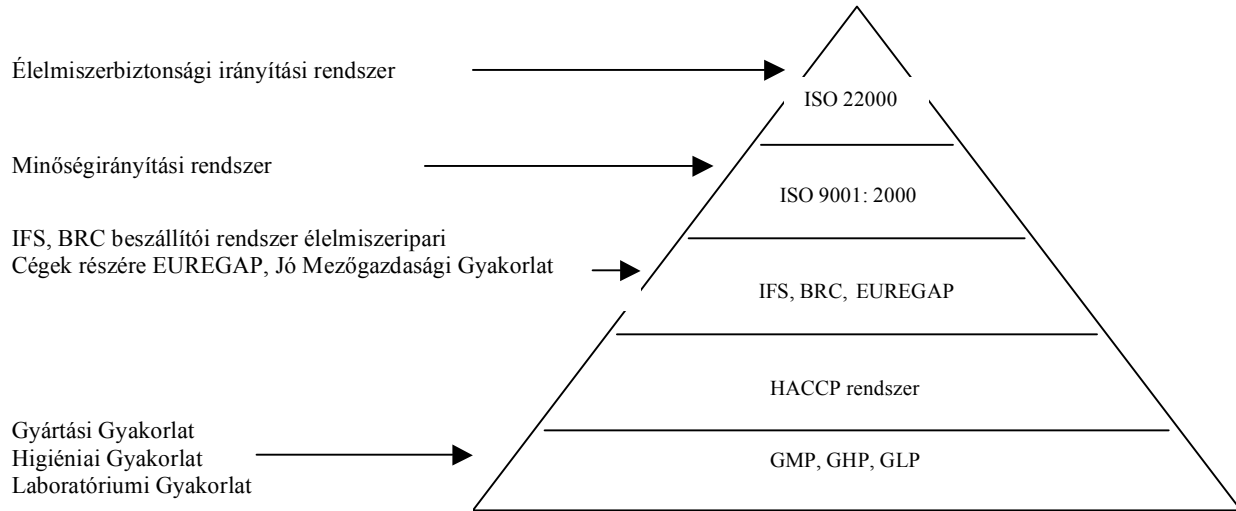 Élelmiszerbiztonsági irányítási rendszer
ISO 22000
Minőségirányítási rendszer
ISO 9001: 2000
IFS, BRC beszállítói rendszer élelmiszeripari
Cégek részére EUREGAP, Jó Mezőgazdasági Gyakorlat
IFS, BRC, EUREGAP
HACCP rendszer
Gyártási Gyakorlat
Higiéniai Gyakorlat
Laboratóriumi Gyakorlat
GMP, GHP, GLP